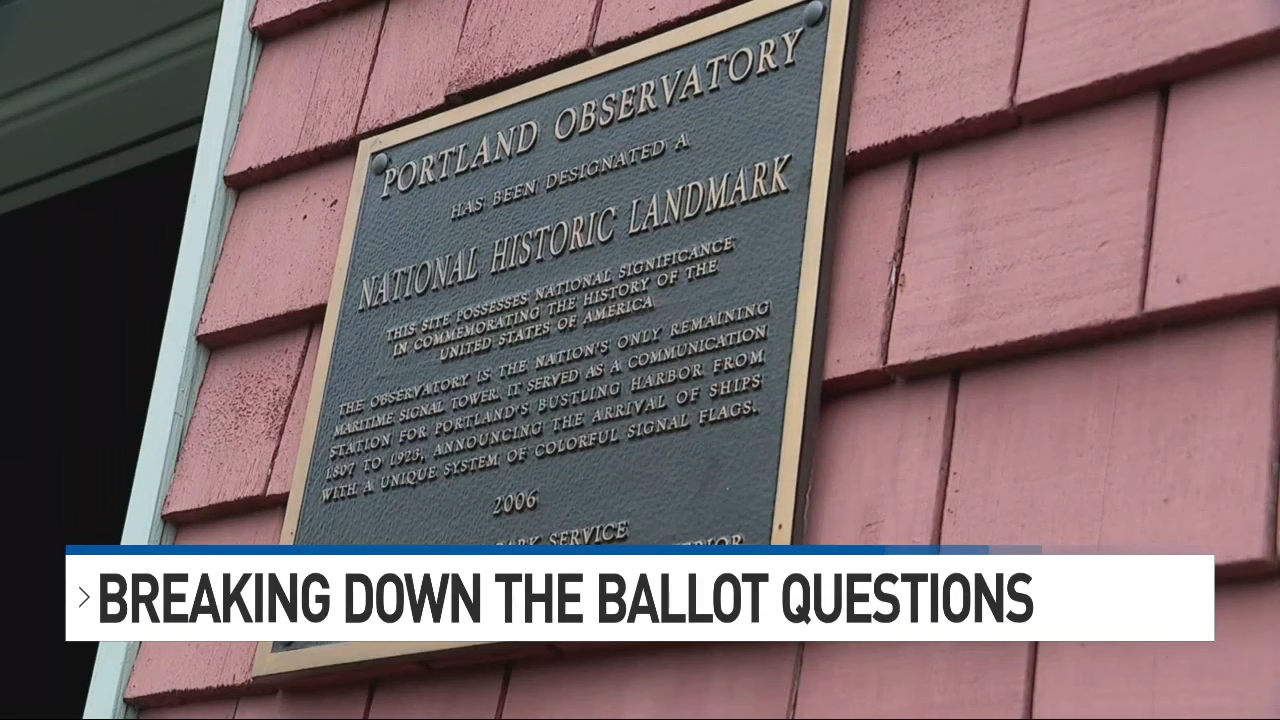 PORTLAND OBSERVATORY
HAS BEEN DESIGNATED A
NATIONAL HISTORIC LANDMARK
THIS SITE POSSESSES NATIONAL SIGNIFICANCE
IN COMMEMORATING THE HISTORY OF THE
UNITED STATES OF AMERICA
THE OBSERVATORY IS THE NATION'S ONLY REMAINING
MARITIME SIGNAL TOWER. IT SERVED AS A COMMUNICATION
STATION FOR PORTLAND'S BUSTLING HARBOR FROM
1807 TO 1923, ANNOUNCING THE ARRIVAL OF SHIPS
WITH A UNIQUE SYSTEM OF COLORFUL SIGNAL FLAGS.
2006
SERVICE
> BREAKING DOWN THE BALLOT QUESTIONS